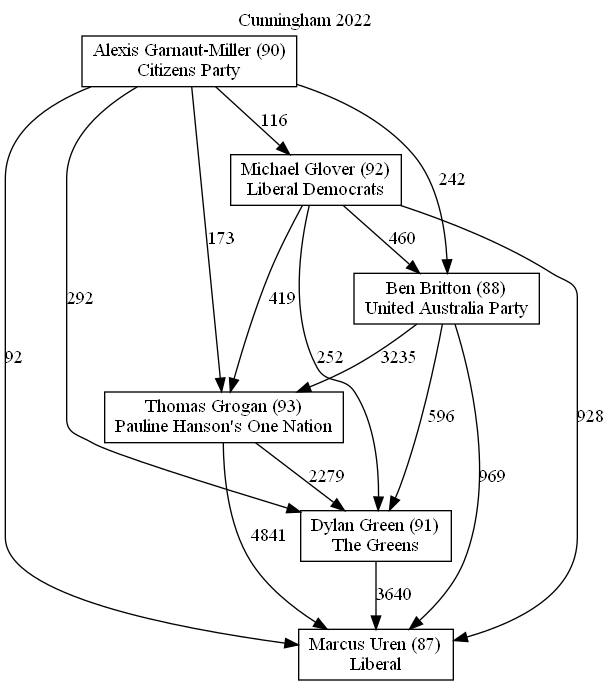 Cunningham 2022
Alexis Garnaut-Miller (90)
Citizens Party
116
Michael Glover (92)
Liberal Democrats
242
173
460
292
419
Ben Britton (88)
United Australia Party
92
252
3235
928
Thomas Grogan (93)
Pauline Hanson's One Nation
596
2279
969
4841
Dylan Green (91)
The Greens
3640
Marcus Uren (87)
Liberal